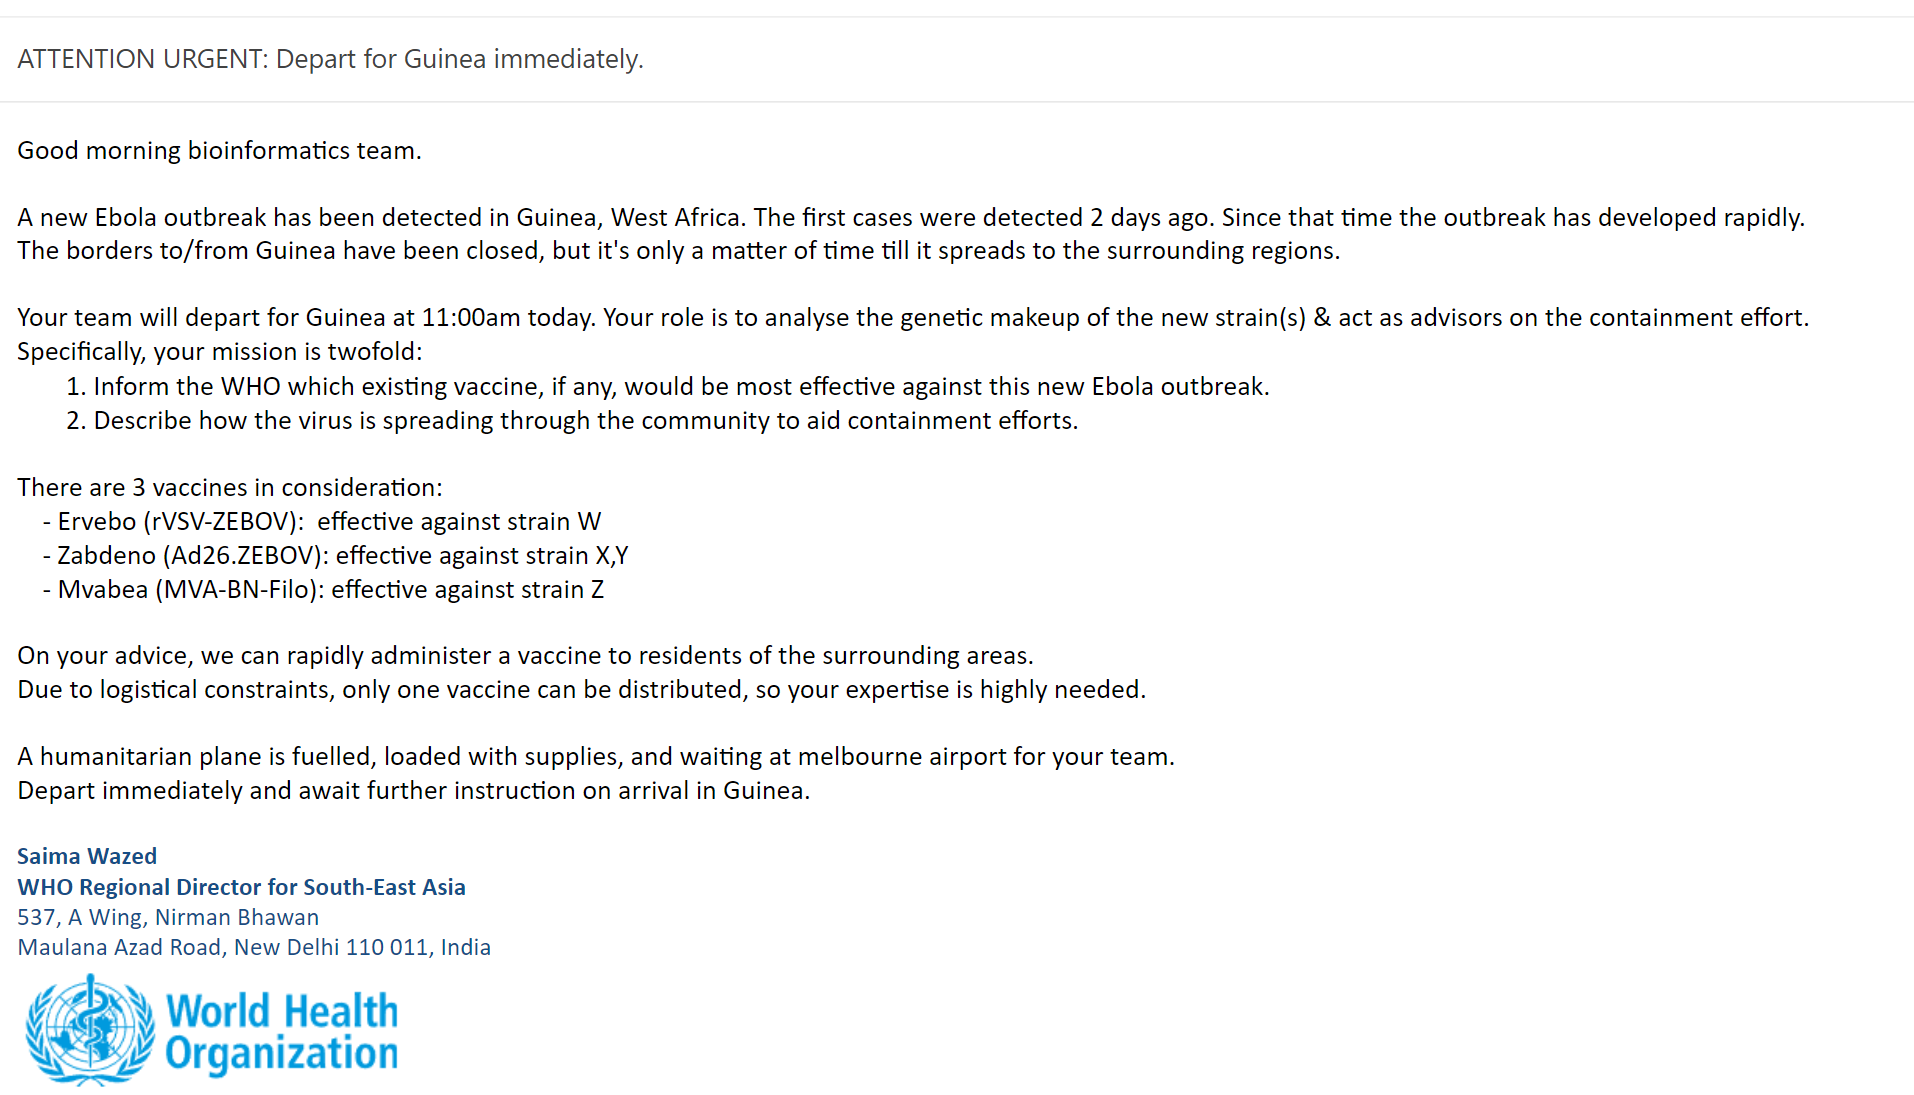 ATTENTION URGENT: Depart for Guinea immediately.
Good morning bioinformatics team.
A new Ebola outbreak has been detected in Guinea, West Africa. The first cases were detected 2 days ago. Since that time the outbreak has developed rapidly.
The borders to/from Guinea have been closed, but it's only a matter of time till it spreads to the surrounding regions.
Your team will depart for Guinea at 11:00am today. Your role is to analyse the genetic makeup of the new strain(s) & act as advisors on the containment effort.
Specifically, your mission is twofold:
1. Inform the WHO which existing vaccine, if any, would be most effective against this new Ebola outbreak.
2. Describe how the virus is spreading through the community to aid containment efforts.
There are 3 vaccines in consideration:
- Ervebo (rVSV-ZEBOV):  effective against strain W
- Zabdeno (Ad26.ZEBOV): effective against strain X,Y
- Mvabea (MVA-BN-Filo): effective against strain Z
On your advice, we can rapidly administer a vaccine to residents of the surrounding areas.
Due to logistical constraints, only one vaccine can be distributed, so your expertise is highly needed.
A humanitarian plane is fuelled, loaded with supplies, and waiting at melbourne airport for your team.
Depart immediately and await further instruction on arrival in Guinea.
Saima Wazed
WHO Regional Director for South-East Asia
537, A Wing, Nirman Bhawan
Maulana Azad Road, New Delhi 110 011, India
World Health
Organization